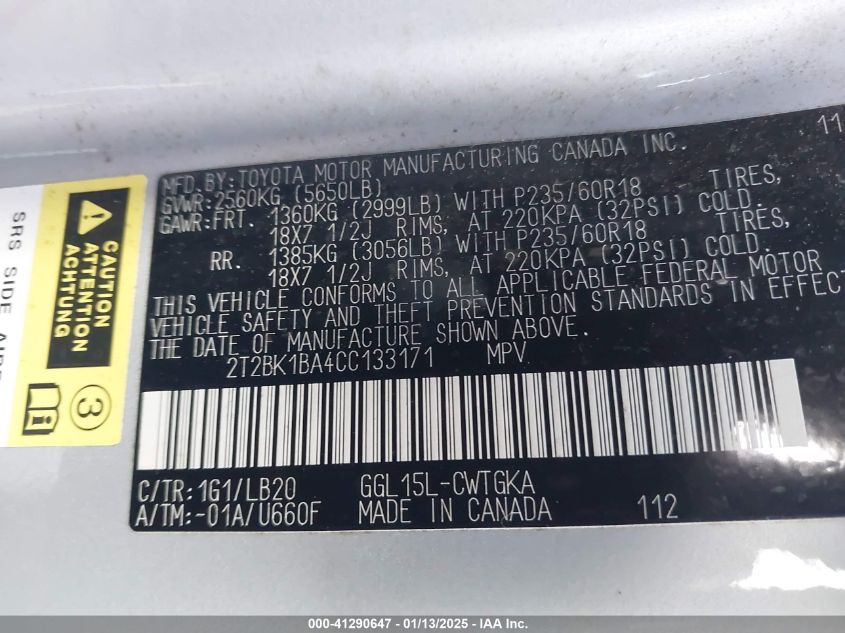 11
MFD. BY: TOYOTA MOTOR MANUFACTURING CANADA INC.
GVWR: 2560KG (5650LB)
GAWR: FRT. 1360KG (2999LB) WITH P235/60R18 TIRES,
18X7 1/2J RIMS, AT 220KPA (32PSI) COLD.
RR. 1385KG (3056LB) WITH P235/60R18 TIRES,
18X7 1/2J RIMS, AT 220KPA (32PSI) COLD.
THIS VEHICLE CONFORMS TO ALL APPLICABLE FEDERAL MOTOR
VEHICLE SAFETY AND THEFT PREVENTION STANDARDS IN EFFECT
THE DATE OF MANUFACTURE SHOWN ABOVE.
2T2BK1BA4CC133171 MPV
C/TR: 1G1/LB20 GGL15L-CWTGKA
A/TM: -01A/U660F MADE IN CANADA 112
SRS SIDE
CAUTION
ATTENTION
ACHTUNG
3
000-41290647 - 01/13/2025 - IAA Inc.